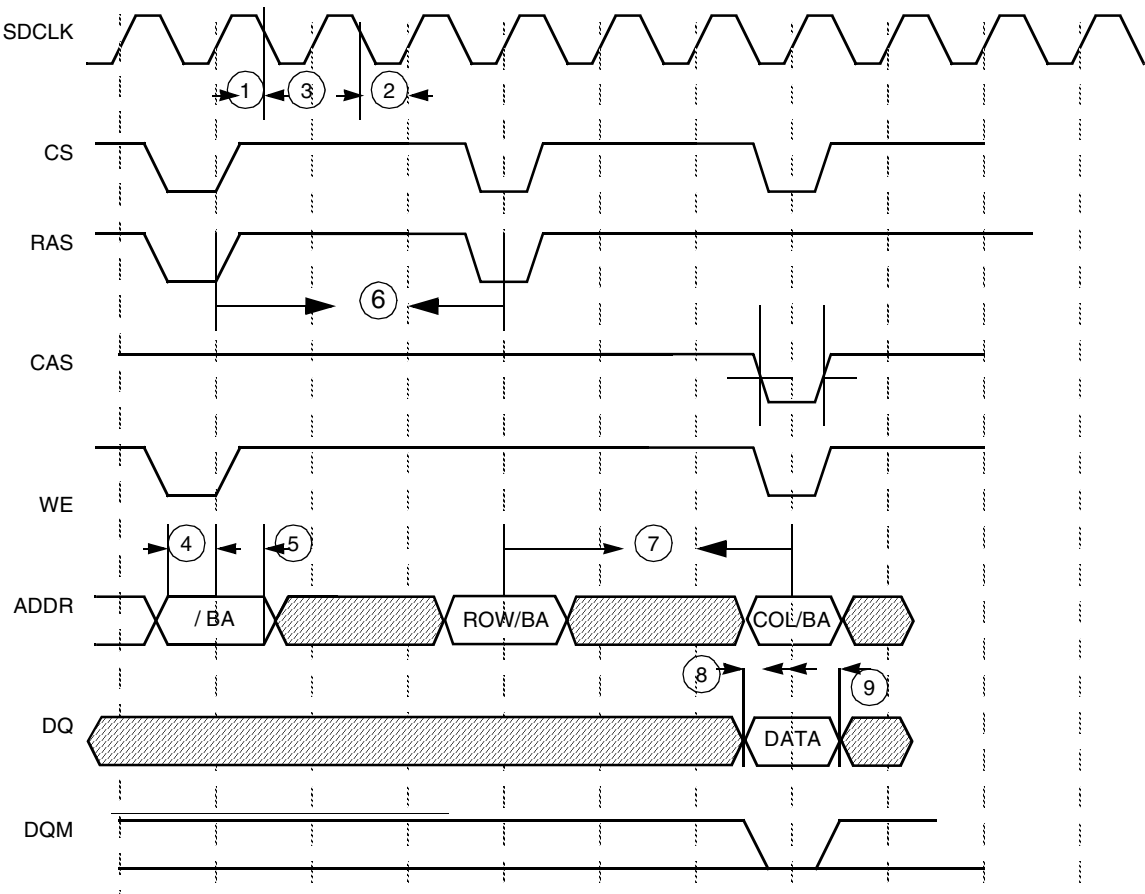 SDCLK
1 3 2
CS
RAS
6
CAS
WE
4 5 7
ADDR / BA ROW/BA COL/BA
8 9
DQ DATA
DQM